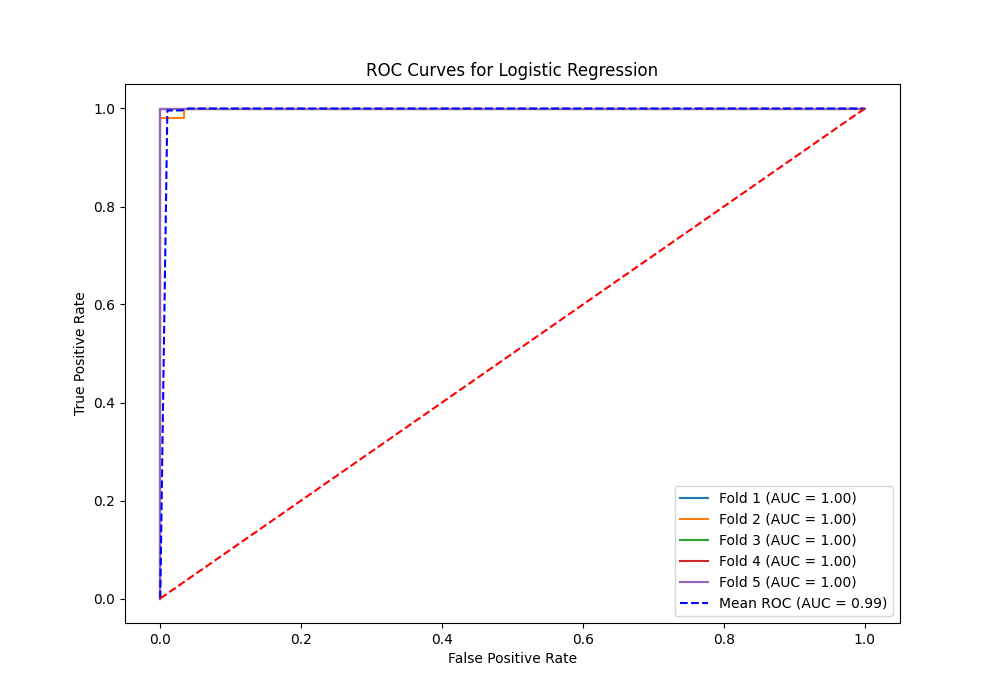 ROC Curves for Logistic Regression
1.0
0.8
0.6
0.4
0.2
0.0
True Positive Rate
0.0 0.2 0.4 0.6 0.8 1.0
False Positive Rate
Fold 1 (AUC = 1.00)
Fold 2 (AUC = 1.00)
Fold 3 (AUC = 1.00)
Fold 4 (AUC = 1.00)
Fold 5 (AUC = 1.00)
Mean ROC (AUC = 0.99)